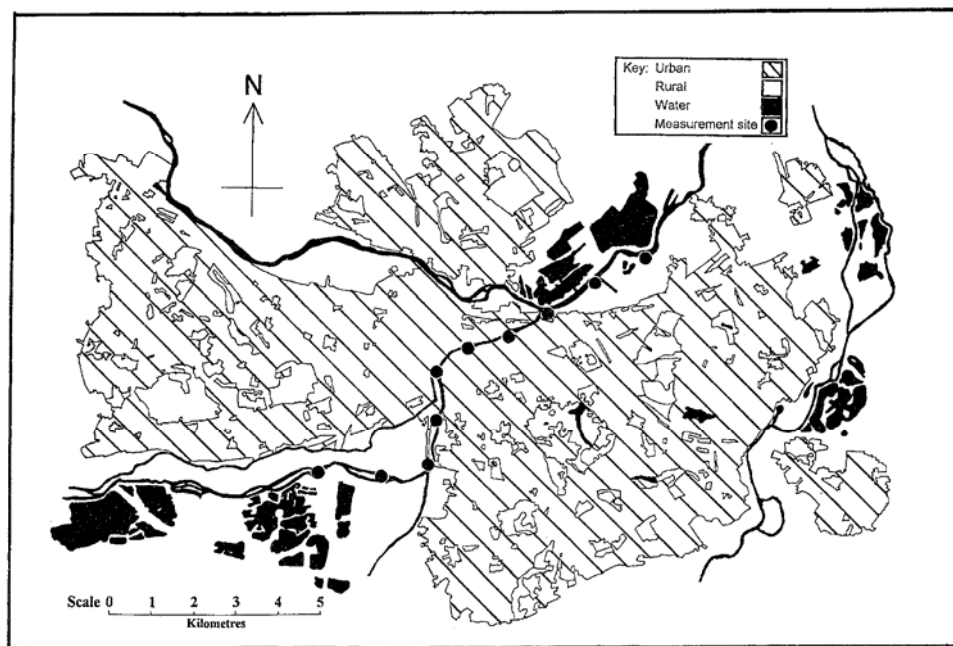 N
Key: Urban
Rural
Water
Measurement site
Scale 0 1 2 3 4 5
Kilometres